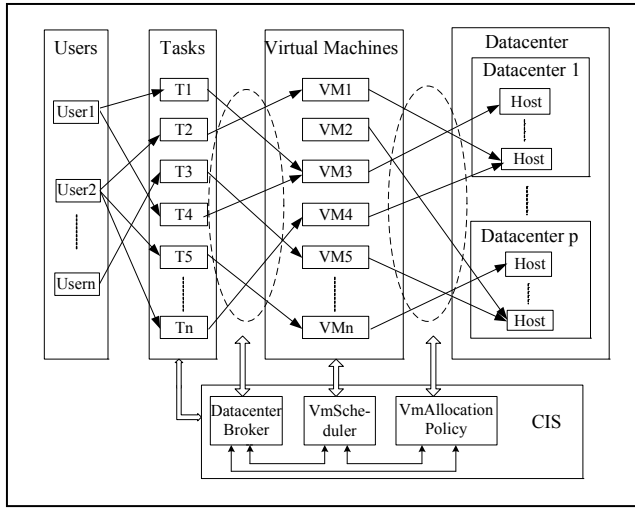 Users
Tasks
Virtual Machines
Datacenter
User1
User2
Usern
T1
T2
T3
T4
T5
Tn
VM1
VM2
VM3
VM4
VM5
VMn
Datacenter 1
Host
Host
Datacenter p
Host
Host
Datacenter
Broker
VmSche-
duler
VmAllocation
Policy
CIS